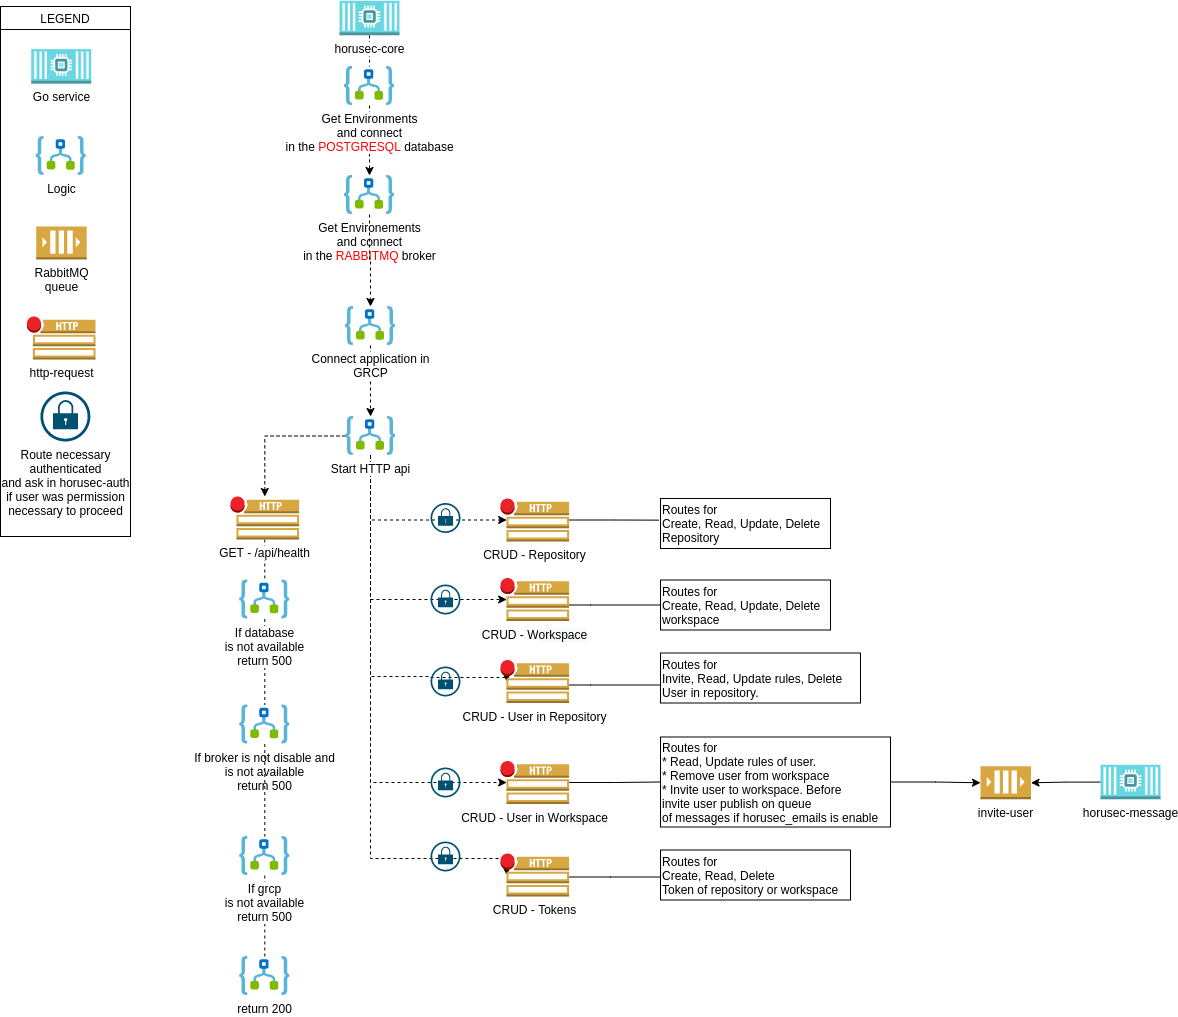 LEGEND
Go service
Logic
RabbitMQ
queue
HTTP
http-request
Route necessary
authenticated
and ask in horusec-auth
if user was permission
necessary to proceed
horusec-core
Get Environments
and connect
in the POSTGRESQL database
Get Environements
and connect
in the RABBITMQ broker
Connect application in
GRCP
Start HTTP api
HTTP
GET - /api/health
If database
is not available
return 500
If broker is not disable and
is not available
return 500
If grcp
is not available
return 500
return 200
HTTP
CRUD - Repository
Routes for
Create, Read, Update, Delete
Repository
HTTP
CRUD - Workspace
Routes for
Create, Read, Update, Delete
workspace
HTTP
CRUD - User in Repository
Routes for
Invite, Read, Update rules, Delete
User in repository.
HTTP
CRUD - User in Workspace
Routes for
* Read, Update rules of user.
* Remove user from workspace
* Invite user to workspace. Before
invite user publish on queue
of messages if horusec_emails is enable
invite-user
horusec-message
HTTP
CRUD - Tokens
Routes for
Create, Read, Delete
Token of repository or workspace